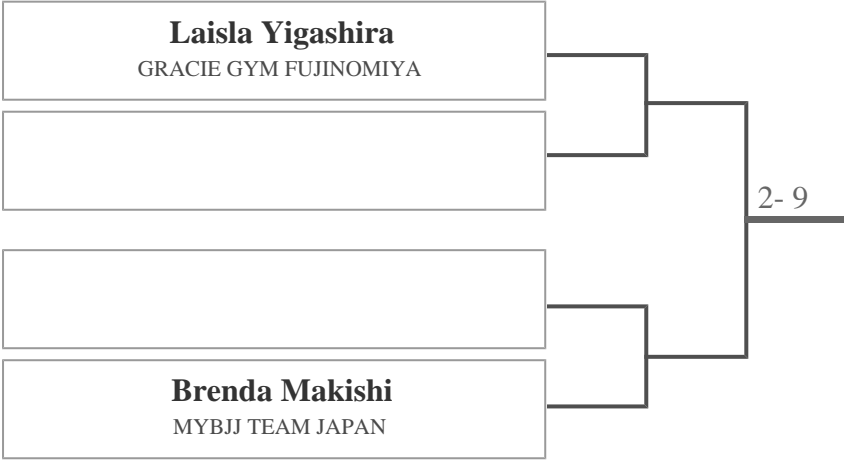 Laisla Yigashira
GRACIE GYM FUJINOMIYA
2- 9
Brenda Makishi
MYBJJ TEAM JAPAN